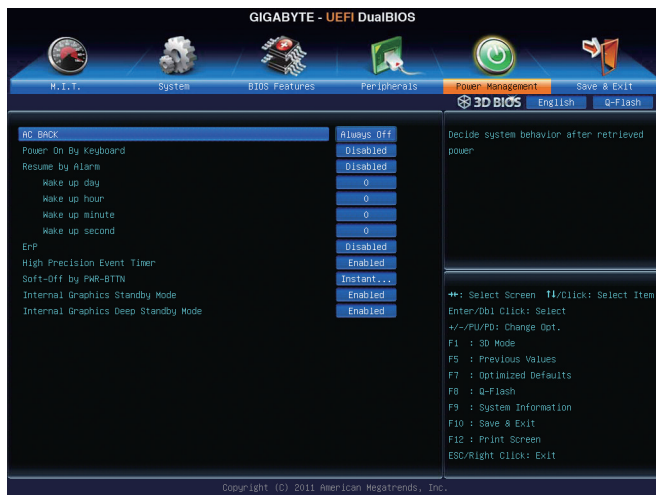 GIGABYTE - UEFI DualBIOS
M.I.T.
System
BIOS Features
Peripherals
Power Management
Save & Exit
3D BIOS
English
Q-Flash
AC BACK Always Off
Power On By Keyboard Disabled
Resume by Alarm Disabled
Wake up day 0
Wake up hour 0
Wake up minute 0
Wake up second 0
ErP Disabled
High Precision Event Timer Enabled
Soft-Off by PWR-BTTN Instant...
Internal Graphics Standby Mode Enabled
Internal Graphics Deep Standby Mode Enabled
Decide system behavior after retrieved
power
→←: Select Screen ↑↓/Click: Select Item
Enter/Dbl Click: Select
+/-/PU/PD: Change Opt.
F1 : 3D Mode
F5 : Previous Values
F7 : Optimized Defaults
F8 : Q-Flash
F9 : System Information
F10 : Save & Exit
F12 : Print Screen
ESC/Right Click: Exit
Copyright (C) 2011 American Megatrends, Inc.